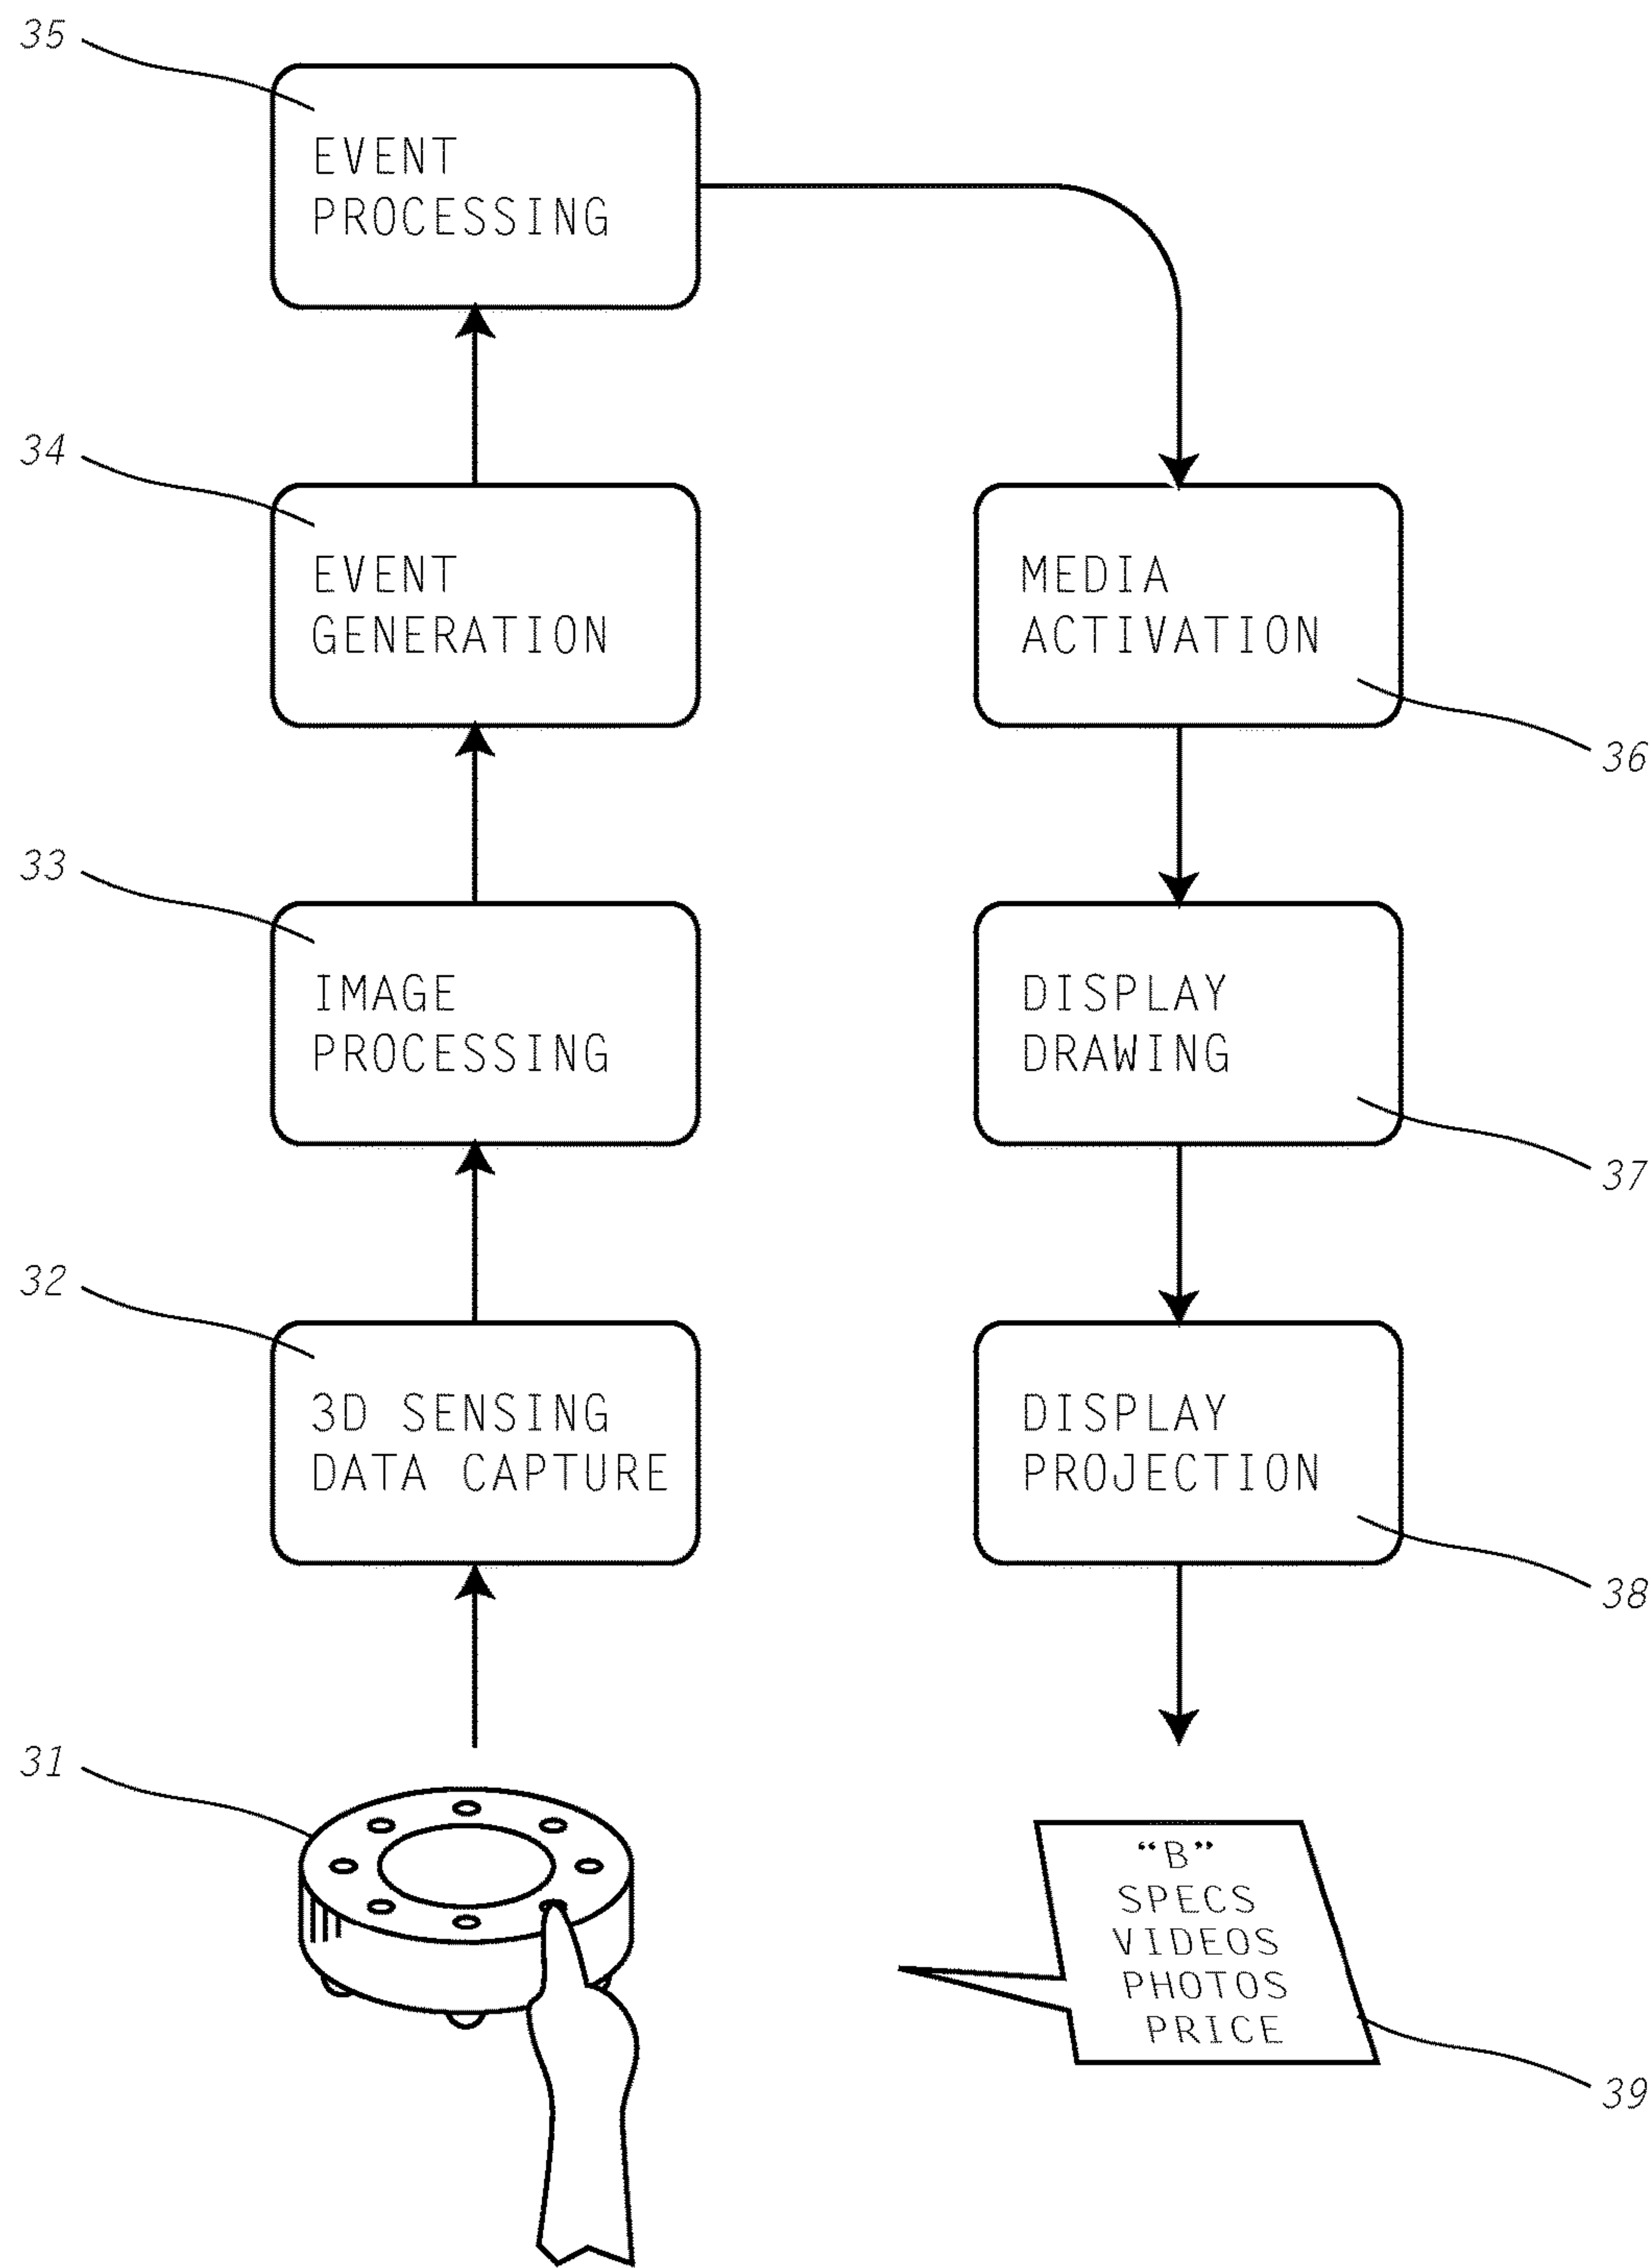 35
EVENT
PROCESSING
34
EVENT
GENERATION
MEDIA
ACTIVATION
36
33
IMAGE
PROCESSING
DISPLAY
DRAWING
37
32
3D SENSING
DATA CAPTURE
DISPLAY
PROJECTION
38
31
“B”
SPECS
VIDEOS
PHOTOS
PRICE
39